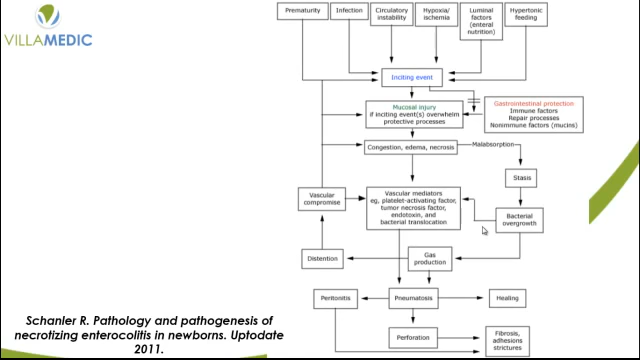 VILLAMEDIC
Prematurity
Infection
Circulatory
instability
Hypoxia/
ischemia
Luminal
factors
(enteral
nutrition)
Hypertonic
feeding
Inciting event
Mucosal injury
if inciting event(s) overwhelm
protective processes
Gastrointestinal protection:
Immune factors
Repair processes
Nonimmune factors (mucins)
Congestion, edema, necrosis
Malabsorption
Stasis
Vascular
compromise
Vascular mediators
eg, platelet-activating factor,
tumor necrosis factor,
endotoxin, and
bacterial translocation
Bacterial
overgrowth
Distention
Gas
production
Peritonitis
Pneumatosis
Healing
Perforation
Fibrosis,
adhesions
strictures
Schanler R. Pathology and pathogenesis of
necrotizing enterocolitis in newborns. Uptodate
2011.